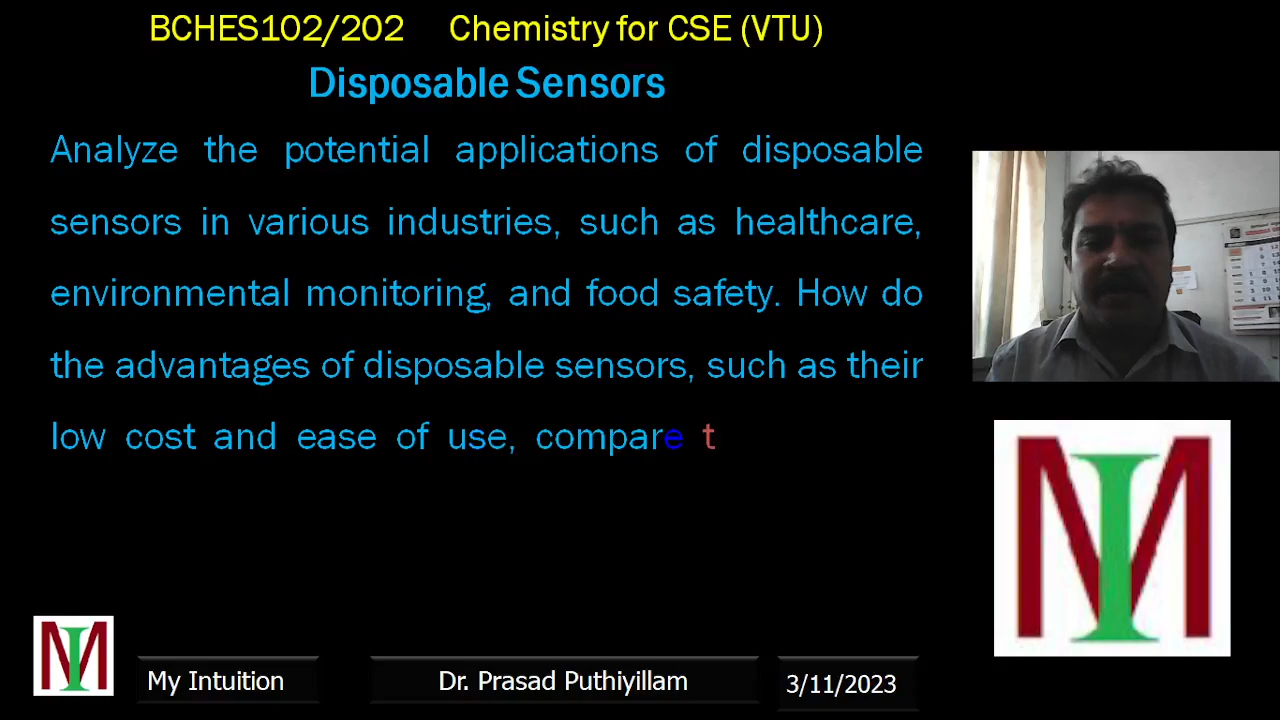 BCHES102/202 Chemistry for CSE (VTU)
Disposable Sensors
Analyze the potential applications of disposable
sensors in various industries, such as healthcare,
environmental monitoring, and food safety. How do
the advantages of disposable sensors, such as their
low cost and ease of use, compare t
MI
MI
My Intuition
Dr. Prasad Puthiyillam
3/11/2023